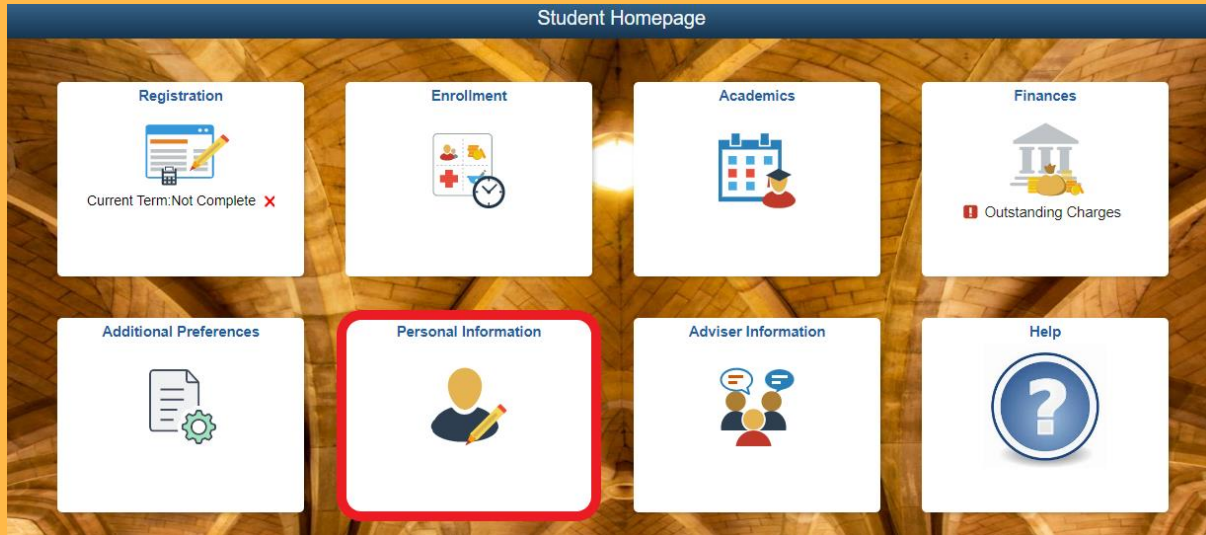 Student Homepage
Registration
Current Term:Not Complete
Enrollment
Academics
Finances
Outstanding Charges
Additional Preferences
Personal Information
Adviser Information
Help
?